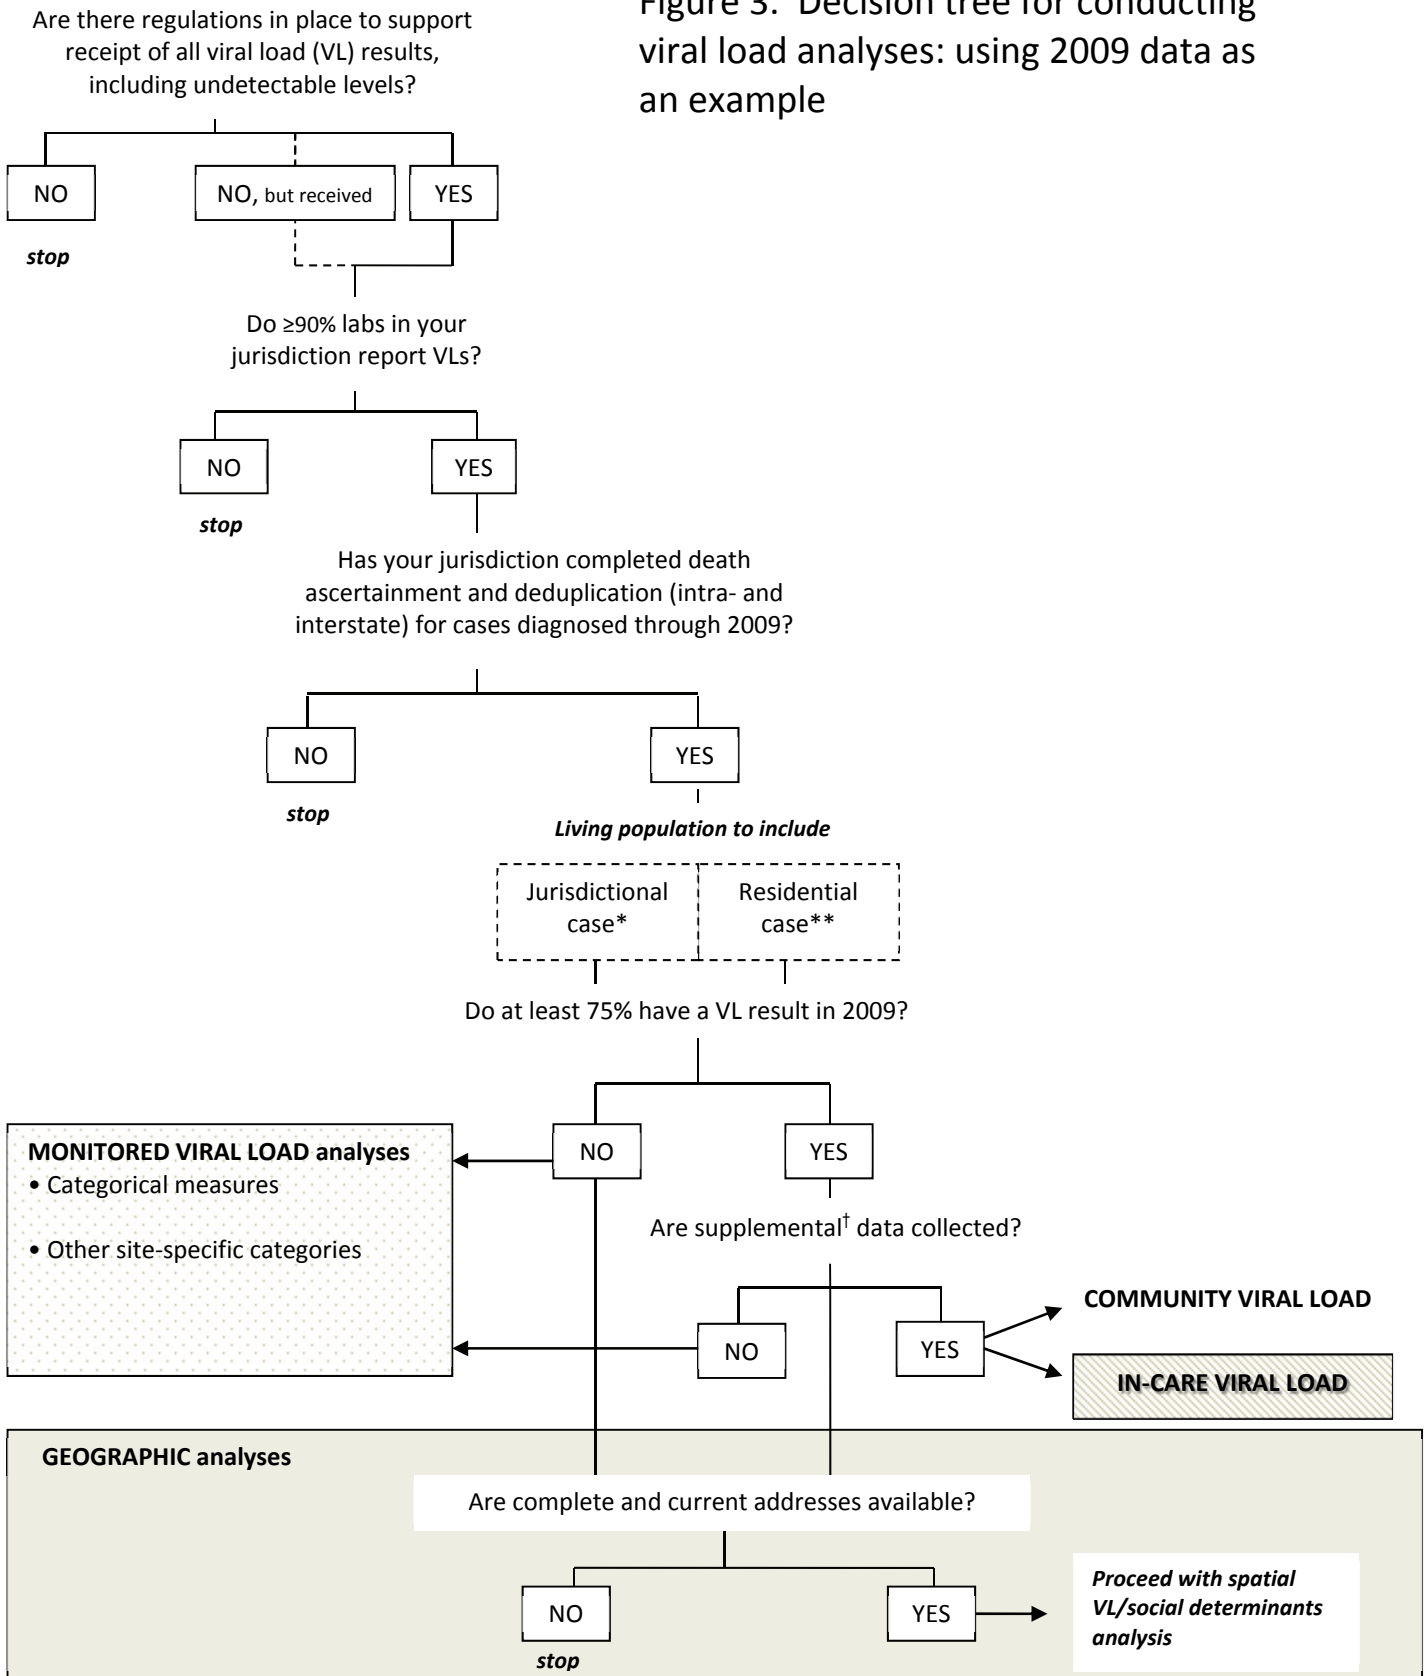 Figure 3. Decision tree for conducting
viral load analyses: using 2009 data as
an example
Are there regulations in place to support
receipt of all viral load (VL) results,
including undetectable levels?
NO
NO, but received
YES
stop
Do ≥90% labs in your
jurisdiction report VLs?
NO
YES
stop
Has your jurisdiction completed death
ascertainment and deduplication (intra- and
interstate) for cases diagnosed through 2009?
NO
YES
stop
Living population to include
Jurisdictional
case*
Residential
case**
Do at least 75% have a VL result in 2009?
NO
YES
MONITORED VIRAL LOAD analyses
• Categorical measures
• Other site-specific categories
Are supplemental† data collected?
NO
YES
COMMUNITY VIRAL LOAD
IN-CARE VIRAL LOAD
GEOGRAPHIC analyses
Are complete and current addresses available?
NO
YES
stop
Proceed with spatial
VL/social determinants
analysis